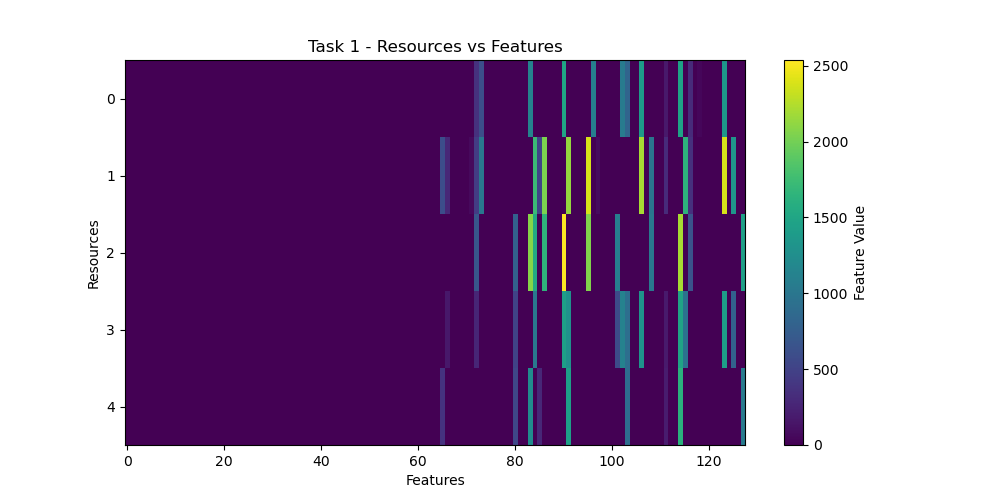 Task 1 - Resources vs Features
Resources
0
1
2
3
4
0 20 40 60 80 100 120
Features
2500
2000
1500
1000
500
0
Feature Value